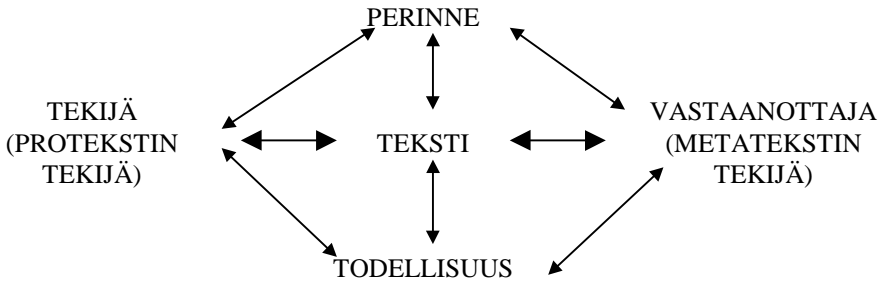 PERINNE
TEKIJÄ
(PROTEKSTIN
TEKIJÄ)
TEKSTI
VASTAANOTTAJA
(METATEKSTIN
TEKIJÄ)
TODELLISUUS